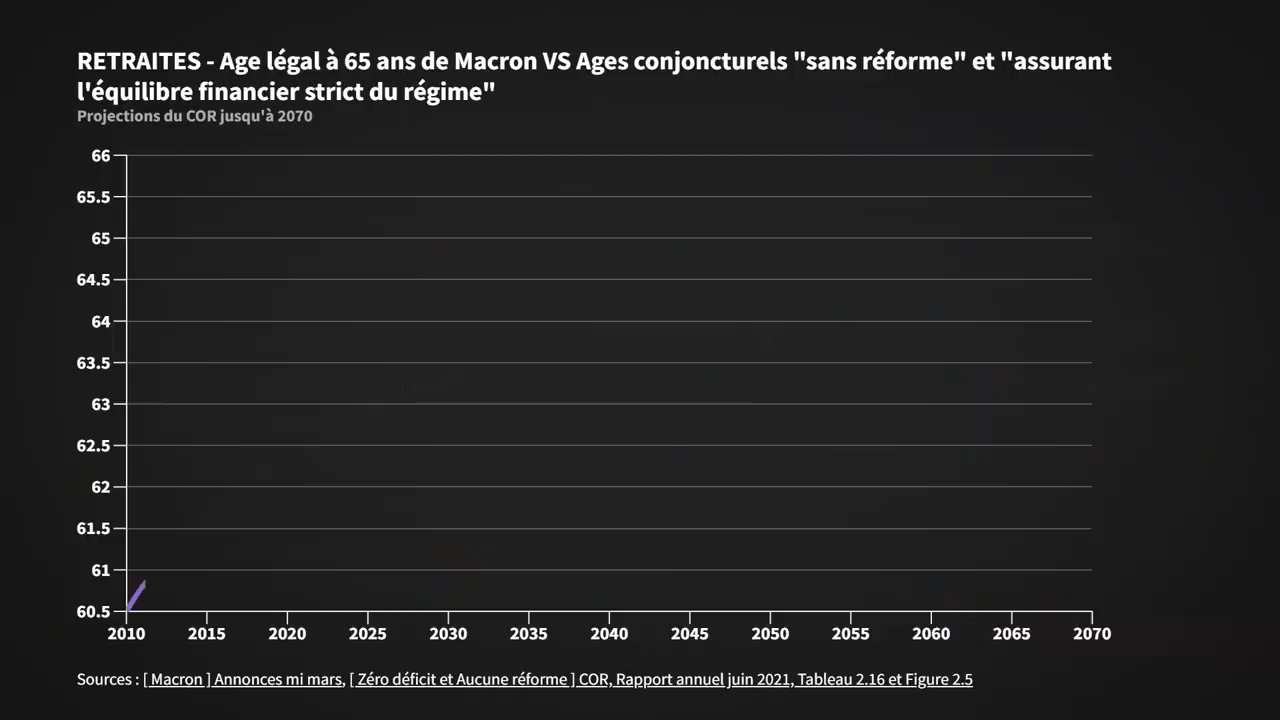 RETRAITES - Age légal à 65 ans de Macron VS Ages conjoncturels "sans réforme" et "assurant
l'équilibre financier strict du régime"
Projections du COR jusqu'à 2070
66
65.5
65
64.5
64
63.5
63
62.5
62
61.5
61
60.5
2010 2015 2020 2025 2030 2035 2040 2045 2050 2055 2060 2065 2070
Sources : [ Macron ] Annonces mi mars, [ Zéro déficit et Aucune réforme ] COR, Rapport annuel juin 2021, Tableau 2.16 et Figure 2.5